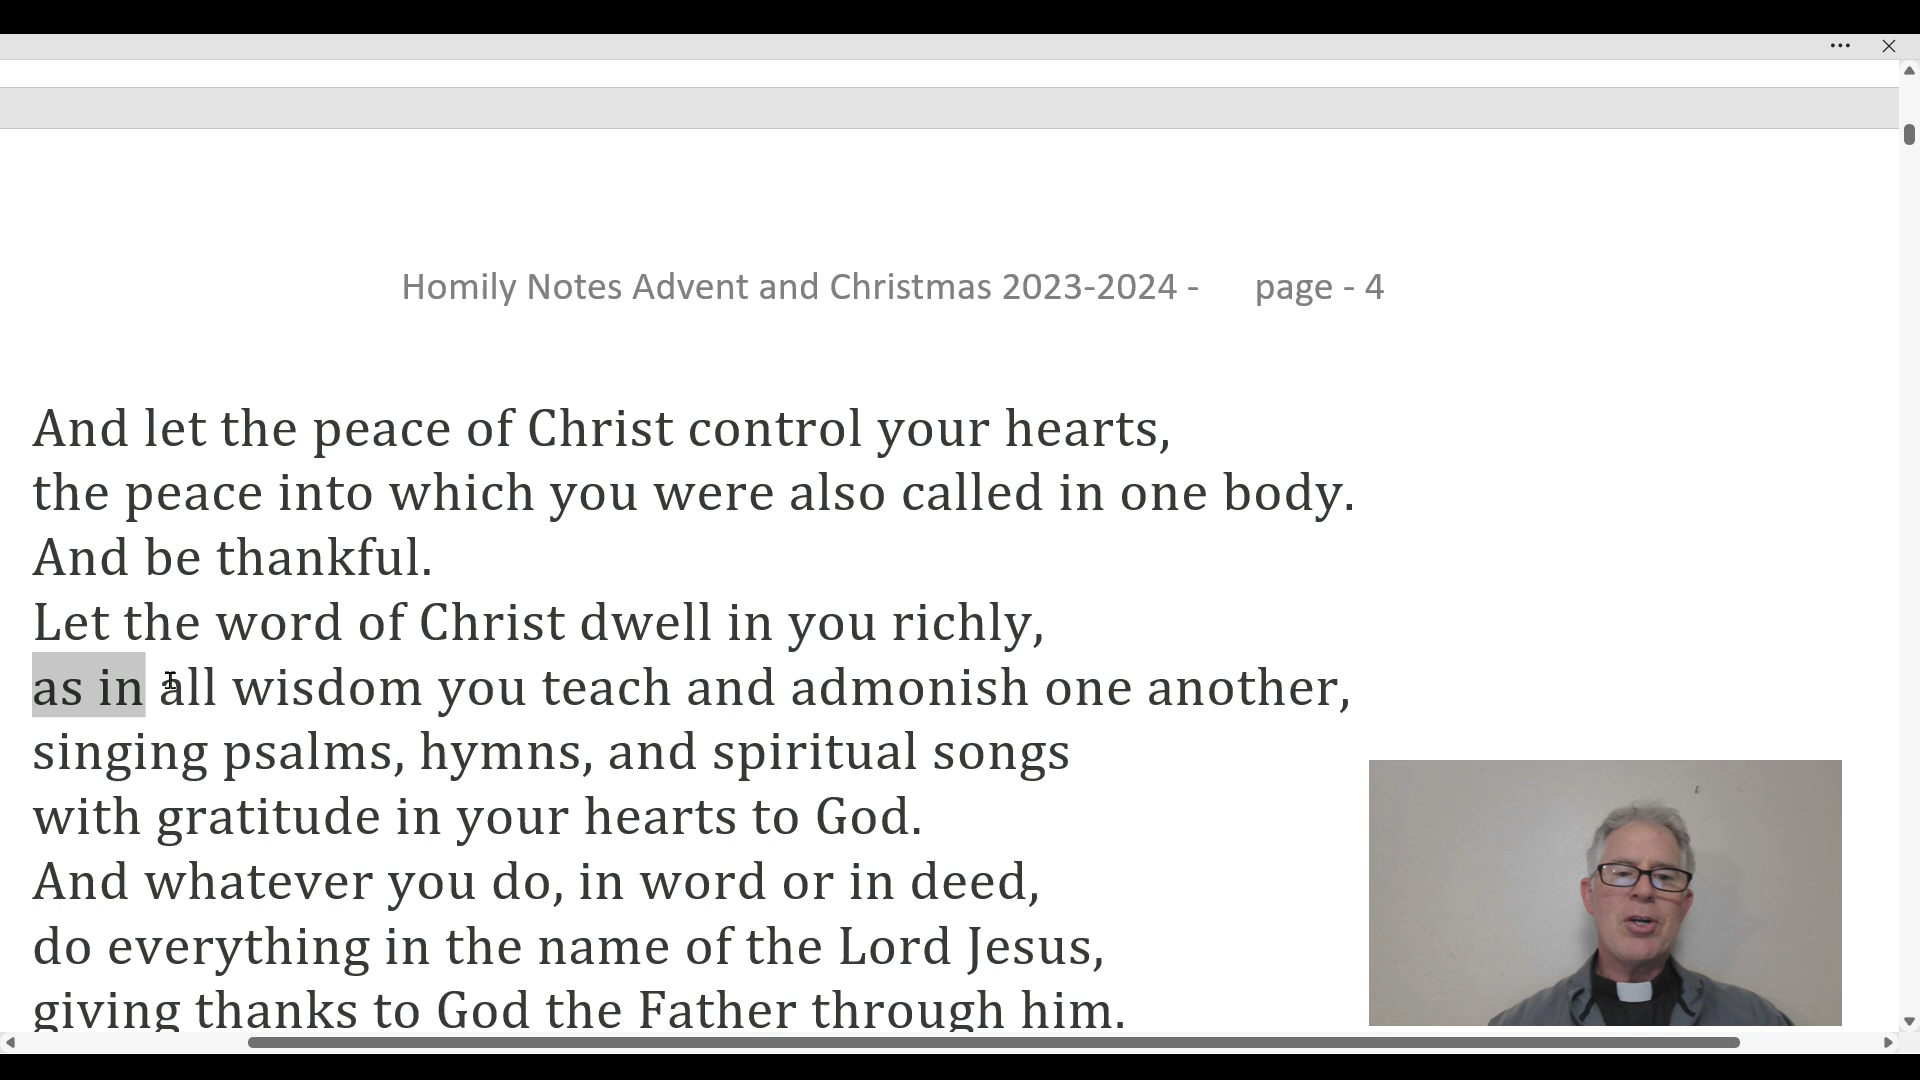 Homily Notes Advent and Christmas 2023-2024 - page - 4
And let the peace of Christ control your hearts,
the peace into which you were also called in one body.
And be thankful.
Let the word of Christ dwell in you richly,
as in all wisdom you teach and admonish one another,
singing psalms, hymns, and spiritual songs
with gratitude in your hearts to God.
And whatever you do, in word or in deed,
do everything in the name of the Lord Jesus,
giving thanks to God the Father through him.